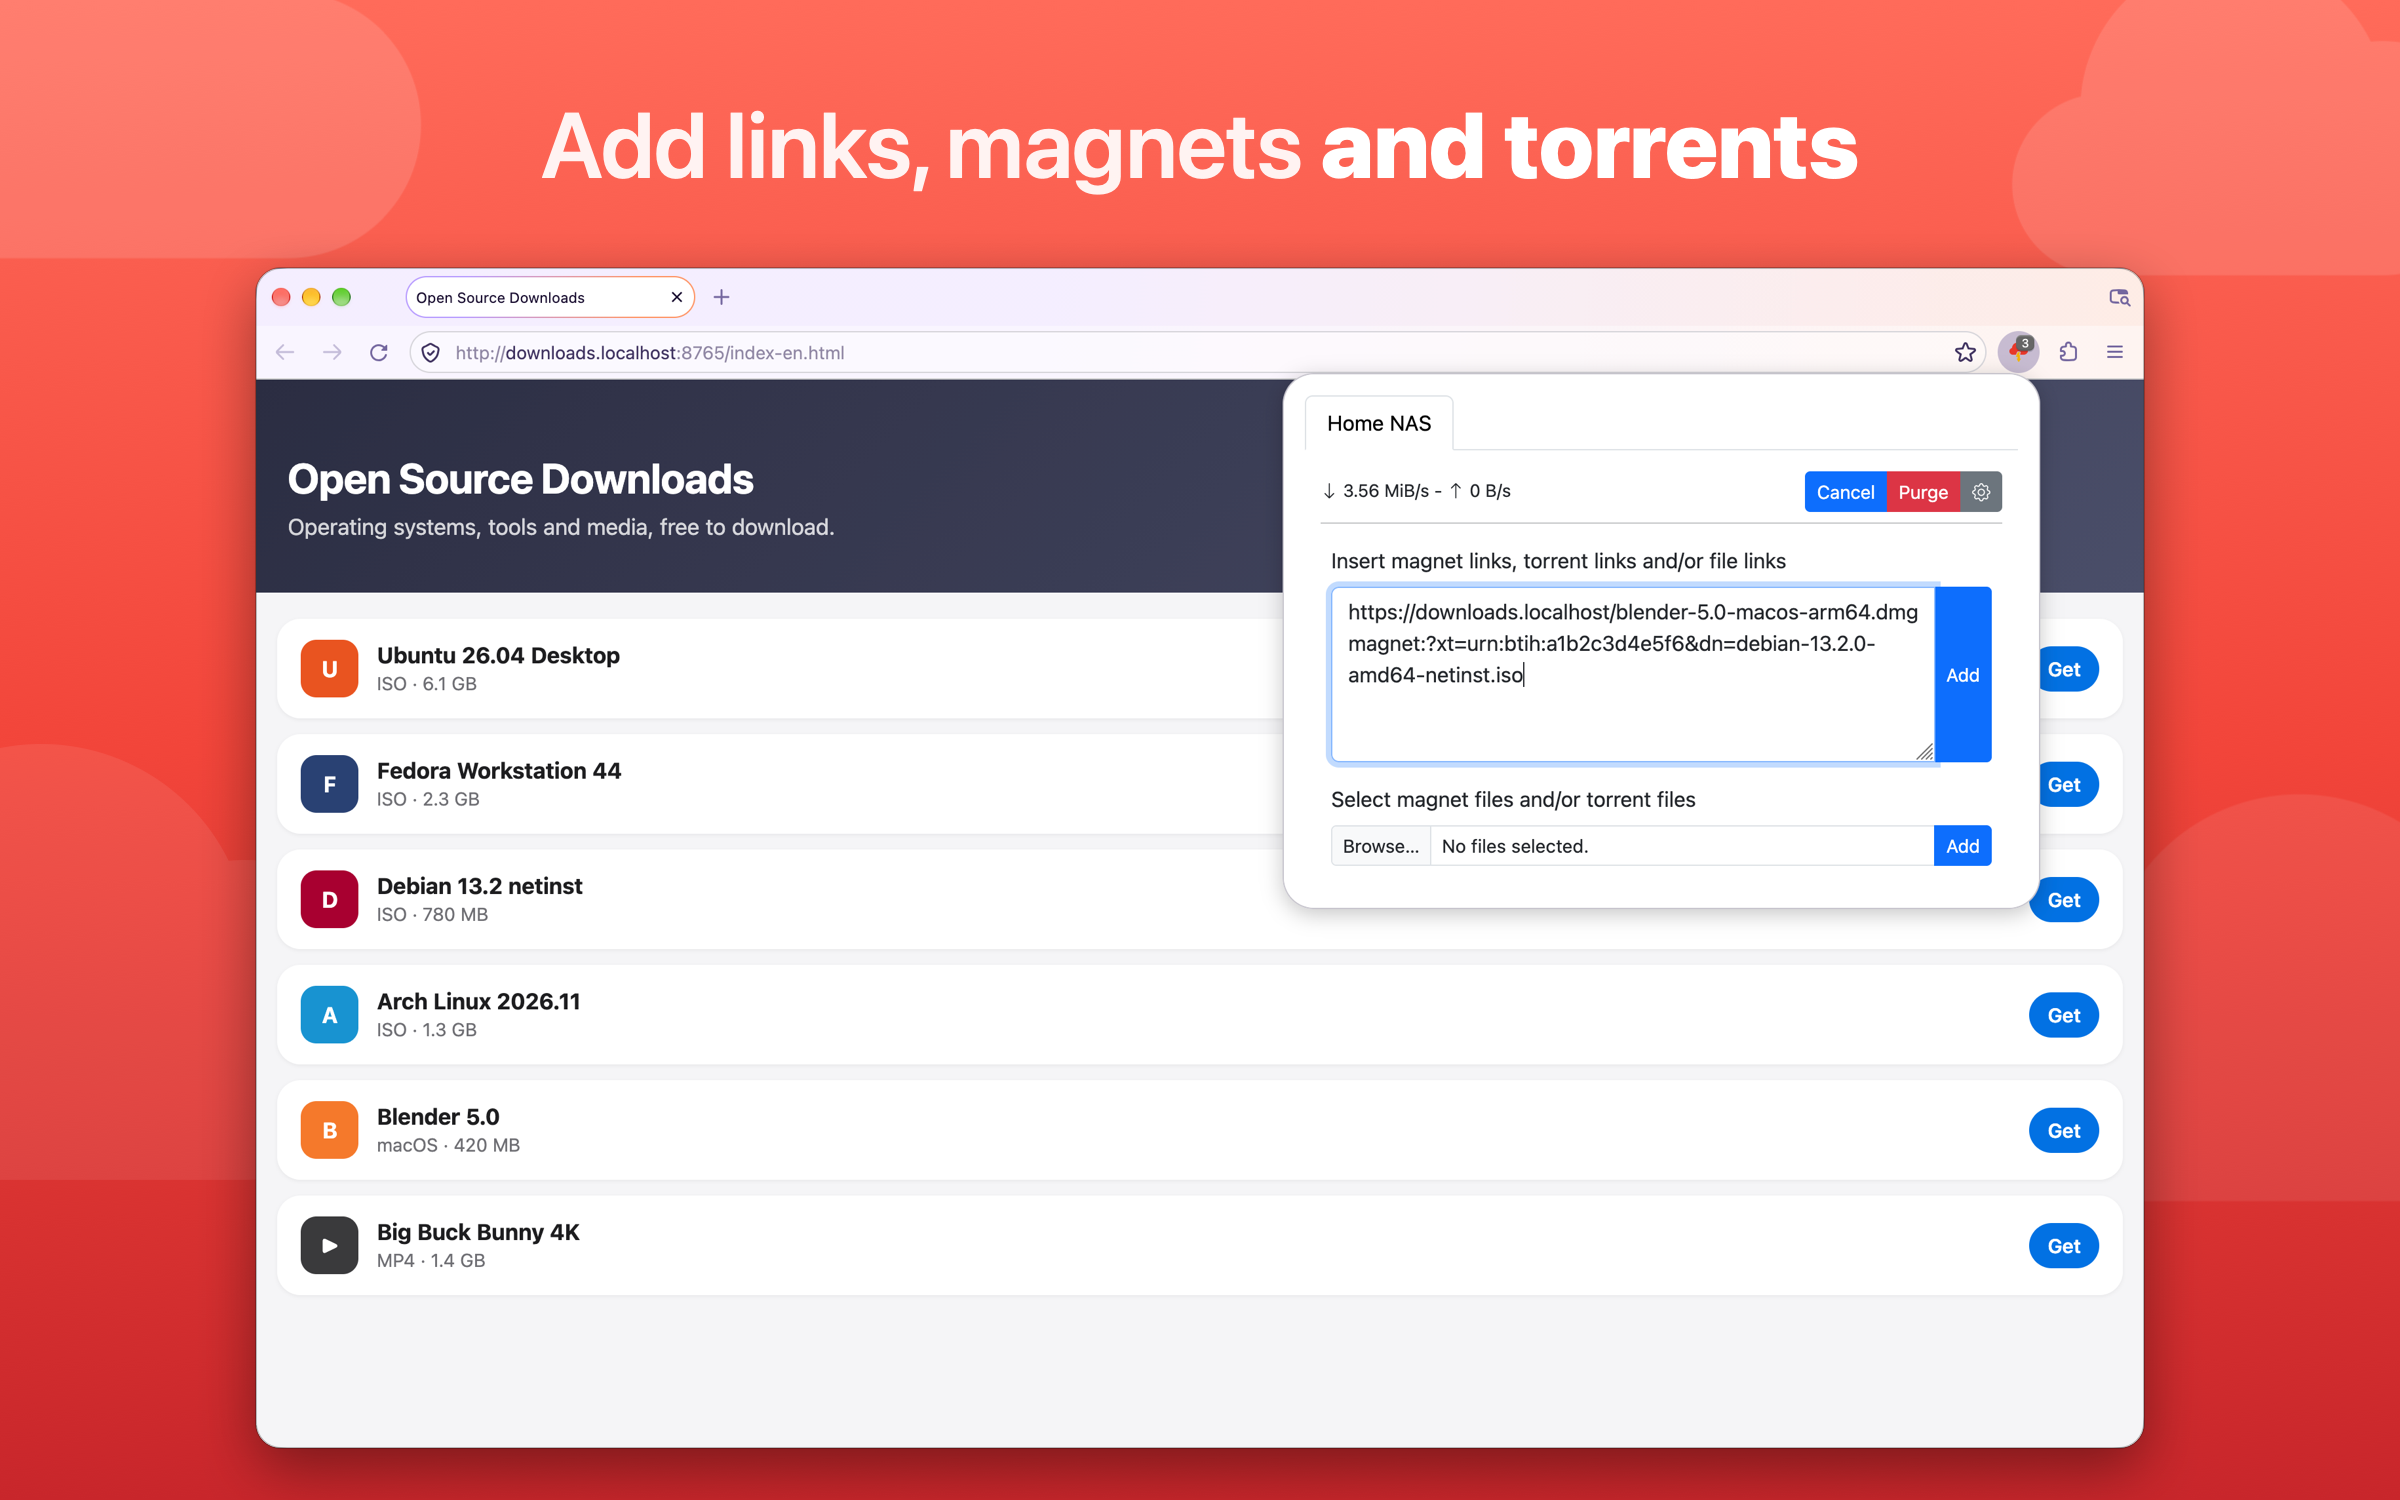 Add links, magnets and torrents
Open Source Downloads
http://downloads.localhost:8765/index-en.html
3
Open Source Downloads
Operating systems, tools and media, free to download.
Home NAS
↓ 3.56 MiB/s - ↑ 0 B/s
Cancel
Purge
Insert magnet links, torrent links and/or file links
https://downloads.localhost/blender-5.0-macos-arm64.dmg
magnet:?xt=urn:btih:a1b2c3d4e5f6&dn=debian-13.2.0-
amd64-netinst.iso
Add
Select magnet files and/or torrent files
Browse...
No files selected.
Add
U
Ubuntu 26.04 Desktop
ISO · 6.1 GB
Get
F
Fedora Workstation 44
ISO · 2.3 GB
Get
D
Debian 13.2 netinst
ISO · 780 MB
Get
A
Arch Linux 2026.11
ISO · 1.3 GB
Get
B
Blender 5.0
macOS · 420 MB
Get
Big Buck Bunny 4K
MP4 · 1.4 GB
Get